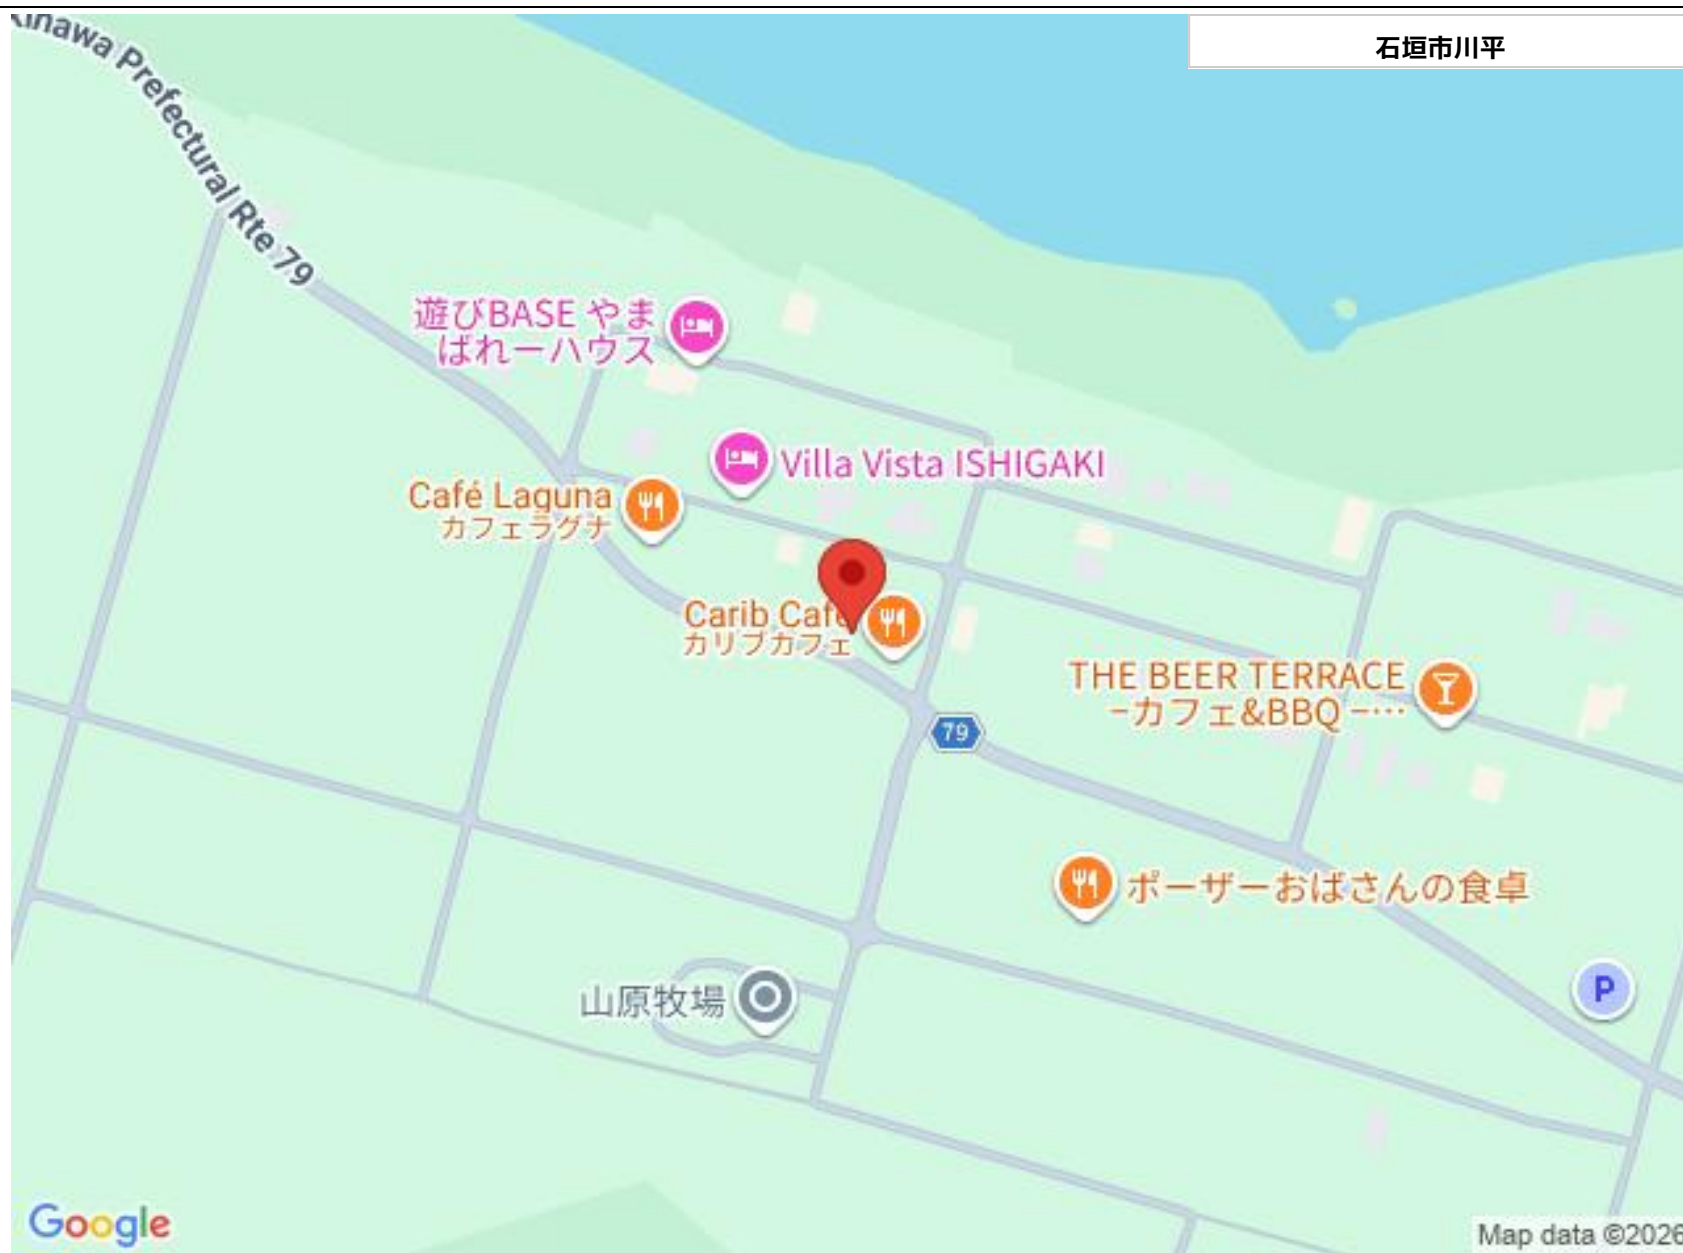 石垣市川平
Prefectural Rte 79
遊びBASE やま
ばれーハウス
Villa Vista ISHIGAKI
Café Laguna
カフェラグナ
Carib Caf
カリブカフェ
THE BEER TERRACE
−カフェ&BBQ −…
79
ポーザーおばさんの食卓
山原牧場
P
Google
Map data ©2026